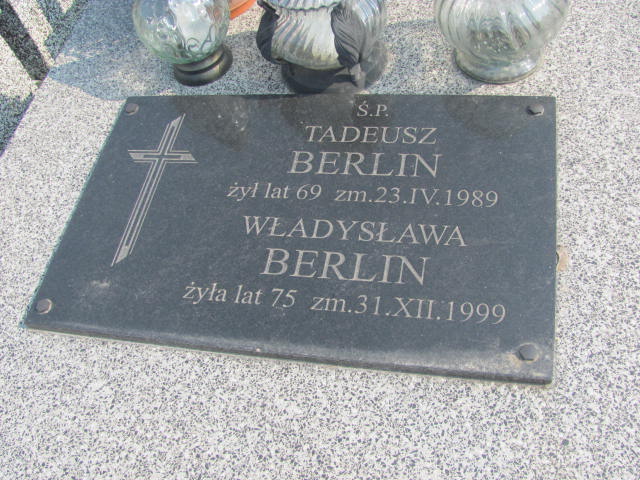 Ś.P.
TADEUSZ
BERLIN
żył lat 69 zm.23.IV.1989
WŁADYSŁAWA
BERLIN
żyła lat 75 zm.31.XII.1999